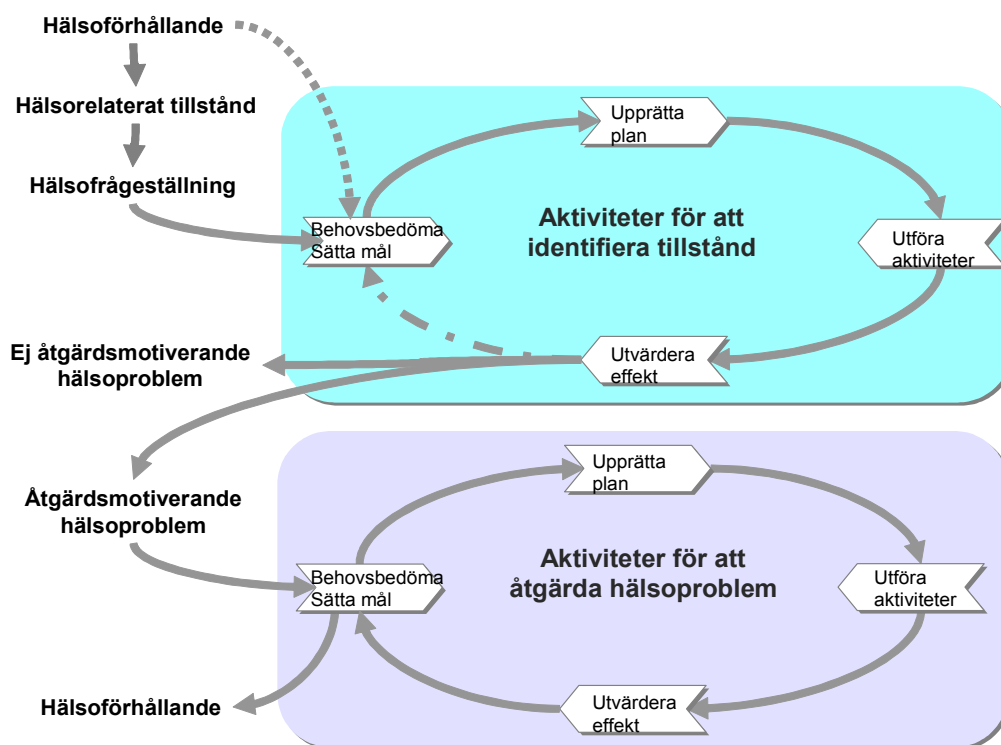 Hälsoförhållande
Hälsorelaterat tillstånd
Hälsofrågeställning
Upprätta
plan
Behovsbedöma
Sätta mål
Aktiviteter för att
identifiera tillstånd
Utföra
aktiviteter
Utvärdera
effekt
Ej åtgärdsmotiverande
hälsoproblem
Åtgärdsmotiverande
hälsoproblem
Upprätta
plan
Behovsbedöma
Sätta mål
Aktiviteter för att
åtgärda hälsoproblem
Utföra
aktiviteter
Utvärdera
effekt
Hälsoförhållande